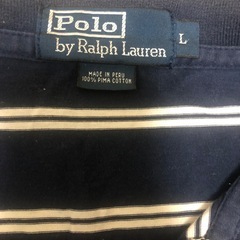 Polo
by Ralph Lauren
L
MADE IN PERU
100% PIMA COTTON